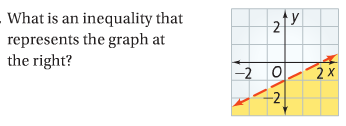 . What is an inequality that
represents the graph at
the right?
2 y
-2 O 2 x
-2